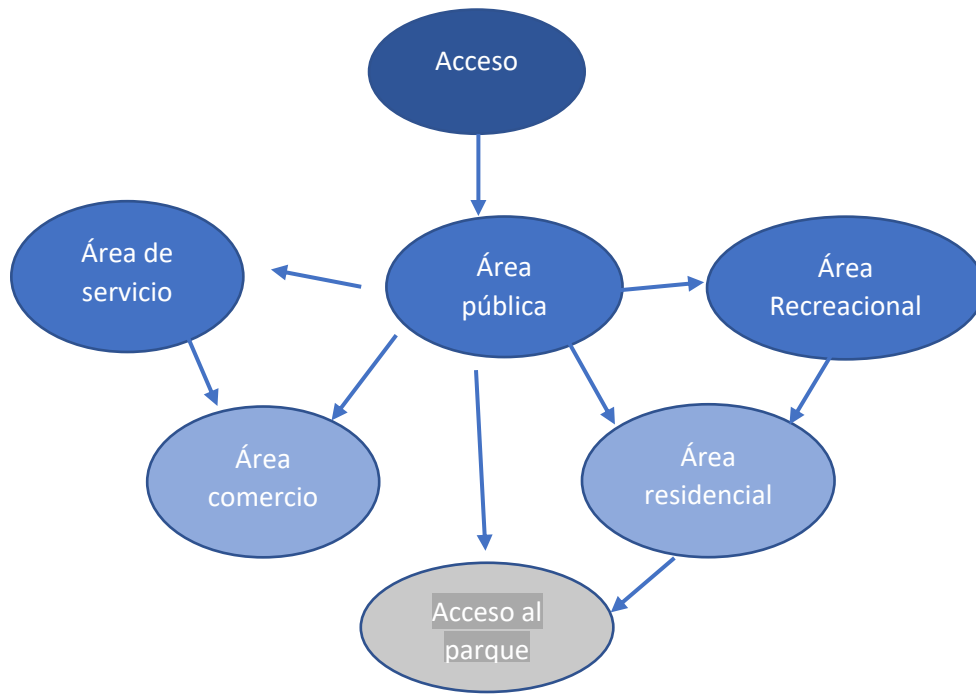 Acceso
Área de
servicio
Área
pública
Área
Recreacional
Área
comercio
Área
residencial
Acceso al
parque